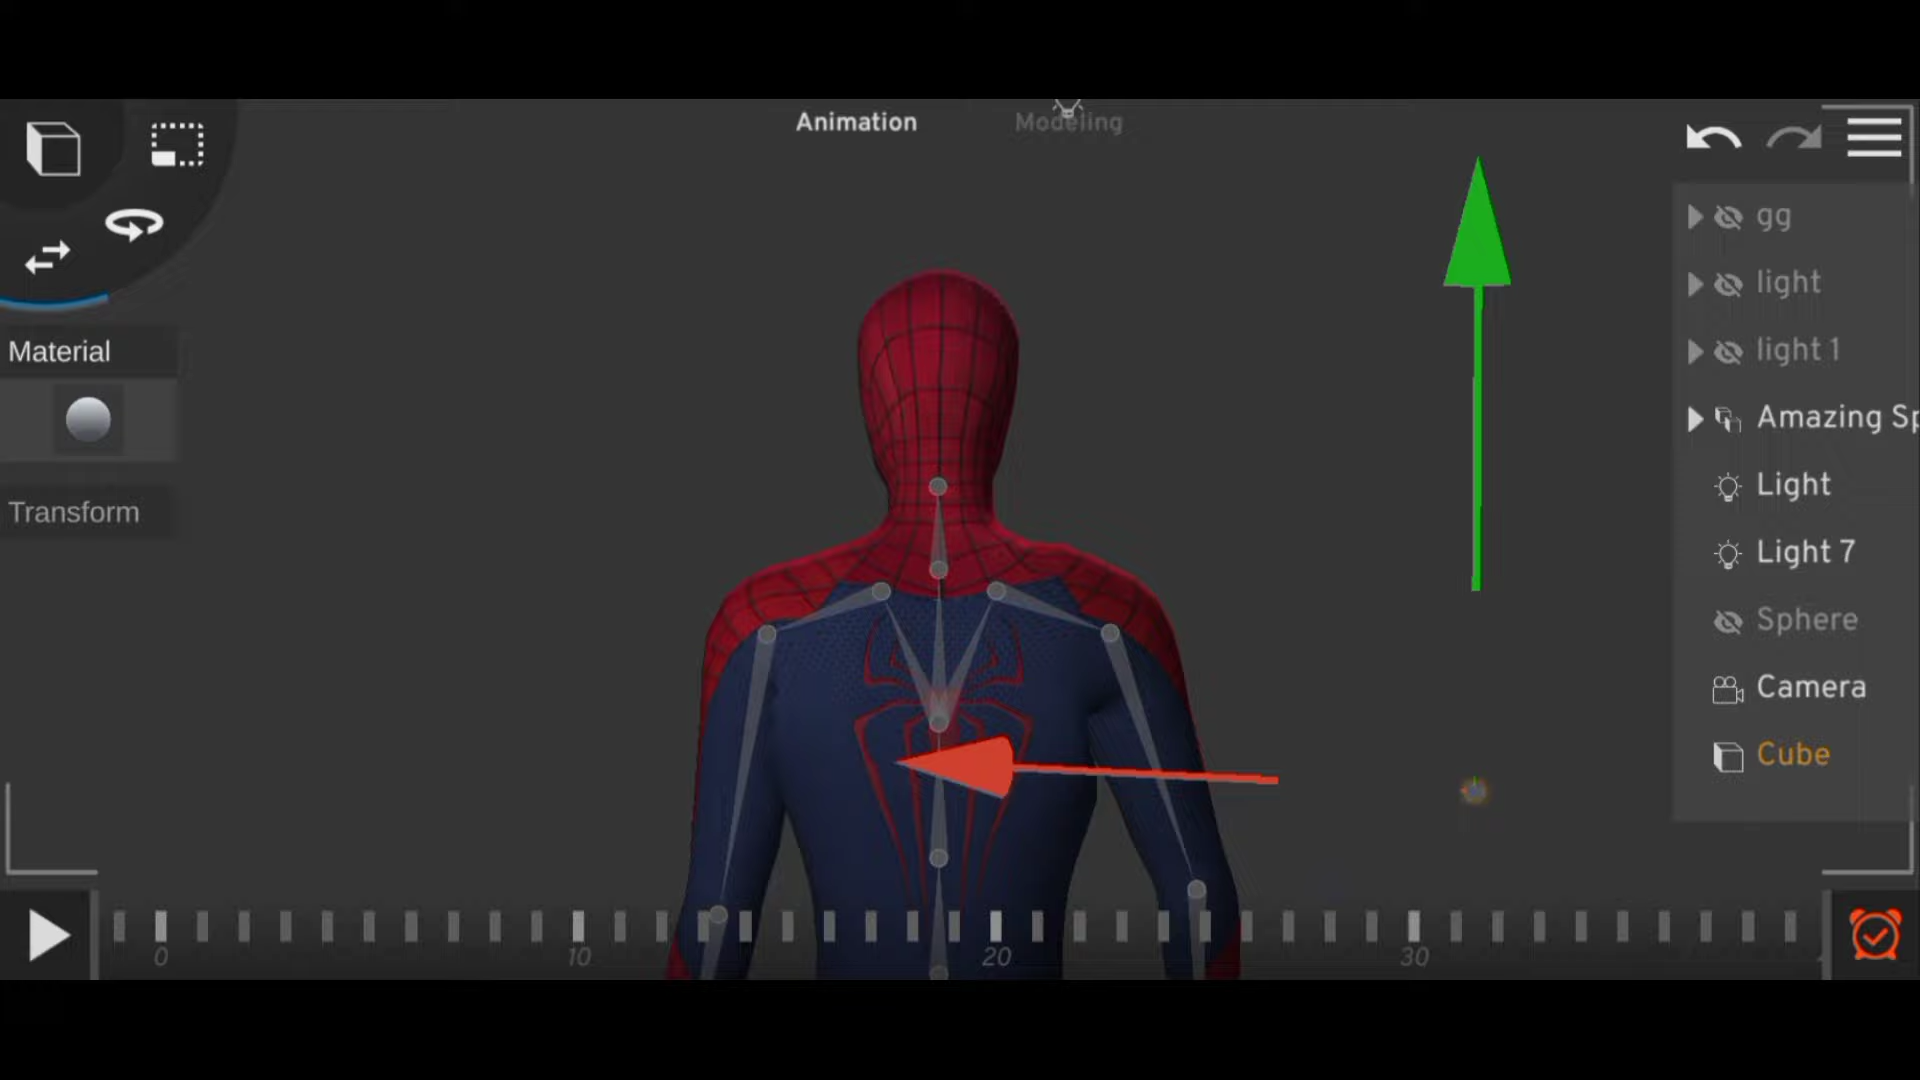 Animation
Modeling
Material
Transform
gg
light
light 1
Amazing Sp
Light
Light 7
Sphere
Camera
Cube
0
10
20
30